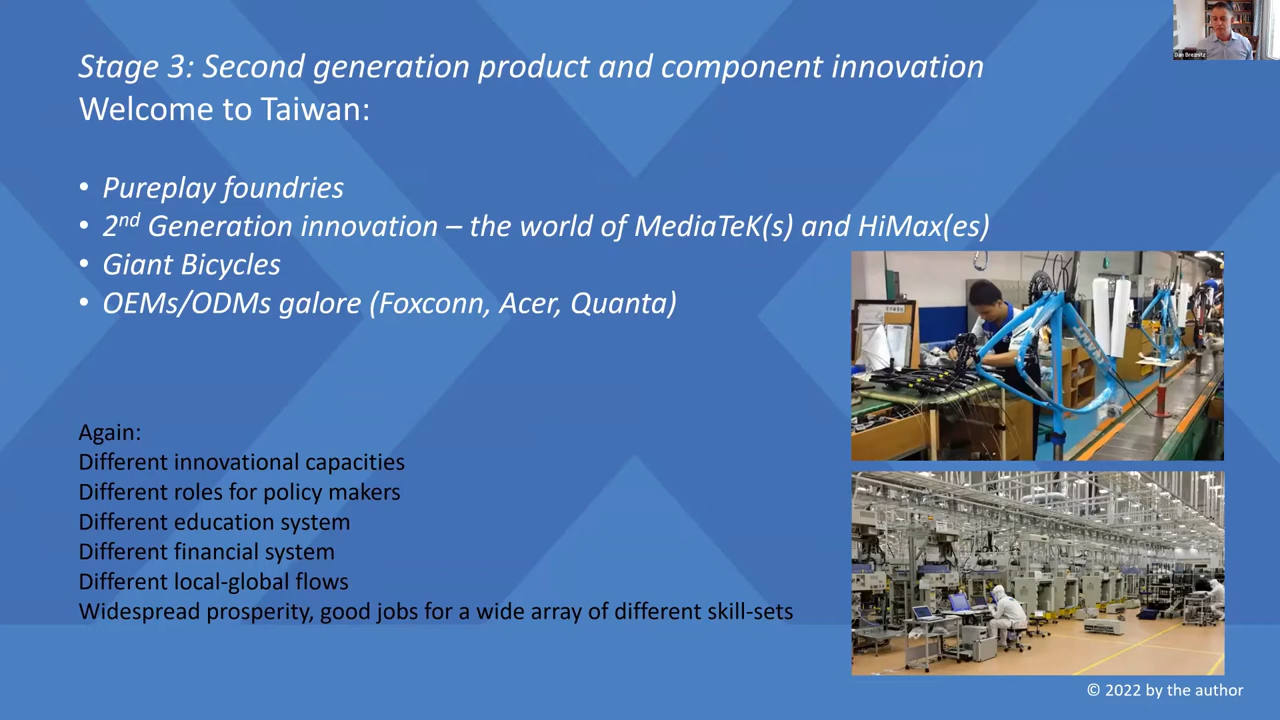 Dan Breznitz
Stage 3: Second generation product and component innovation
Welcome to Taiwan:
• Pureplay foundries
• 2nd Generation innovation – the world of MediaTeK(s) and HiMax(es)
• Giant Bicycles
• OEMs/ODMs galore (Foxconn, Acer, Quanta)
Again:
Different innovational capacities
Different roles for policy makers
Different education system
Different financial system
Different local-global flows
Widespread prosperity, good jobs for a wide array of different skill-sets
© 2022 by the author